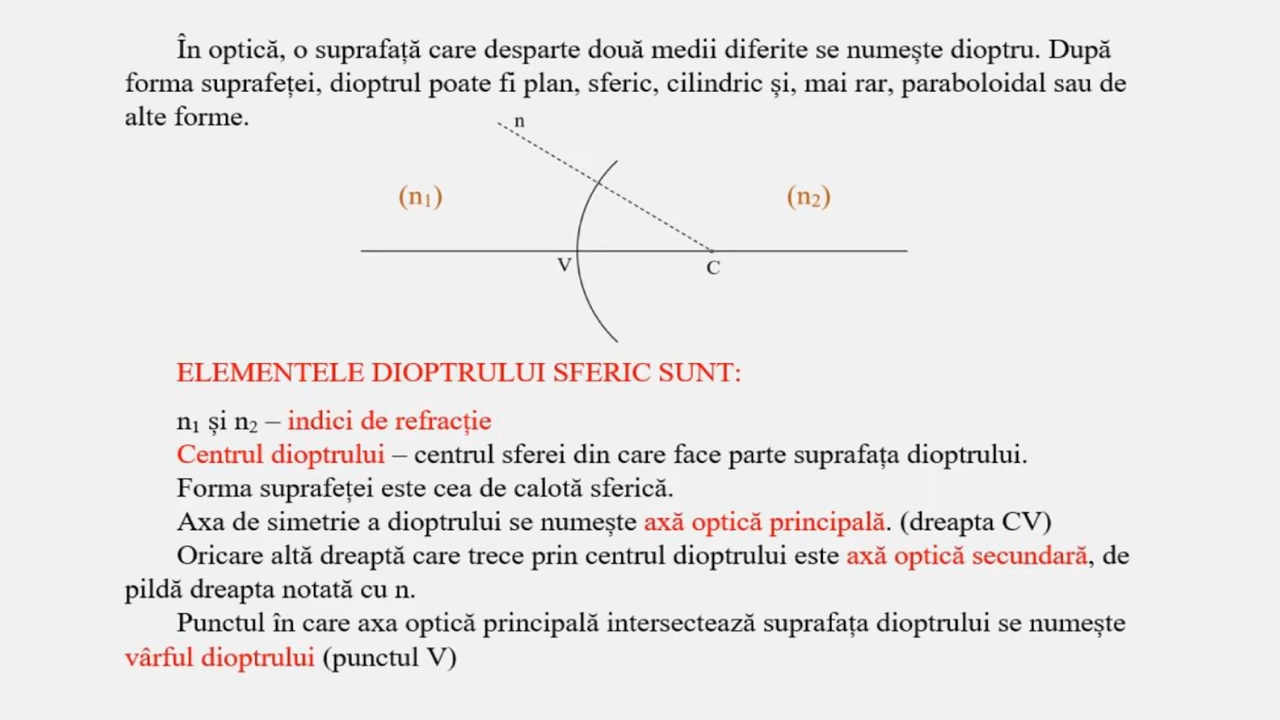 În optică, o suprafață care desparte două medii diferite se numește dioptru. După
forma suprafeței, dioptrul poate fi plan, sferic, cilindric și, mai rar, paraboloidal sau de
alte forme.
n
(n₁)
(n₂)
V
C
ELEMENTELE DIOPTRULUI SFERIC SUNT:
n₁ și n₂ – indici de refracție
Centrul dioptrului – centrul sferei din care face parte suprafața dioptrului.
Forma suprafeței este cea de calotă sferică.
Axa de simetrie a dioptrului se numește axă optică principală. (dreapta CV)
Oricare altă dreaptă care trece prin centrul dioptrului este axă optică secundară, de
pildă dreapta notată cu n.
Punctul în care axa optică principală intersectează suprafața dioptrului se numește
vârful dioptrului (punctul V)